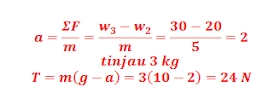 a = ΣF/m = (w₃ − w₂)/m = (30 − 20)/5 = 2
tinjau 3 kg
T = m(g − a) = 3(10 − 2) = 24 N